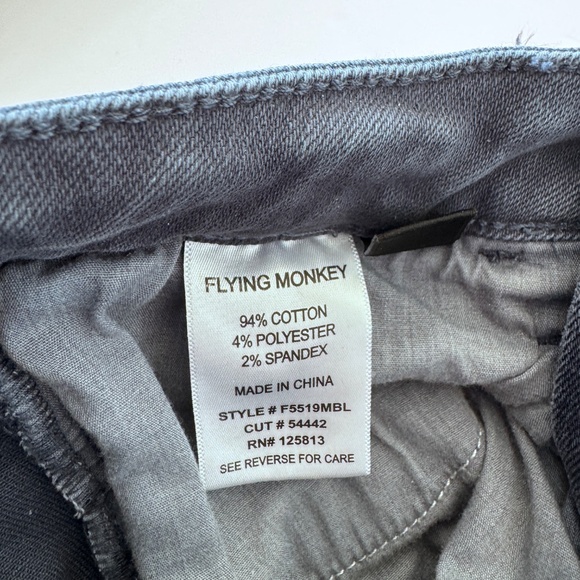 FLYING MONKEY
94% COTTON
4% POLYESTER
2% SPANDEX
MADE IN CHINA
STYLE # F5519MBL
CUT # 54442
RN# 125813
SEE REVERSE FOR CARE